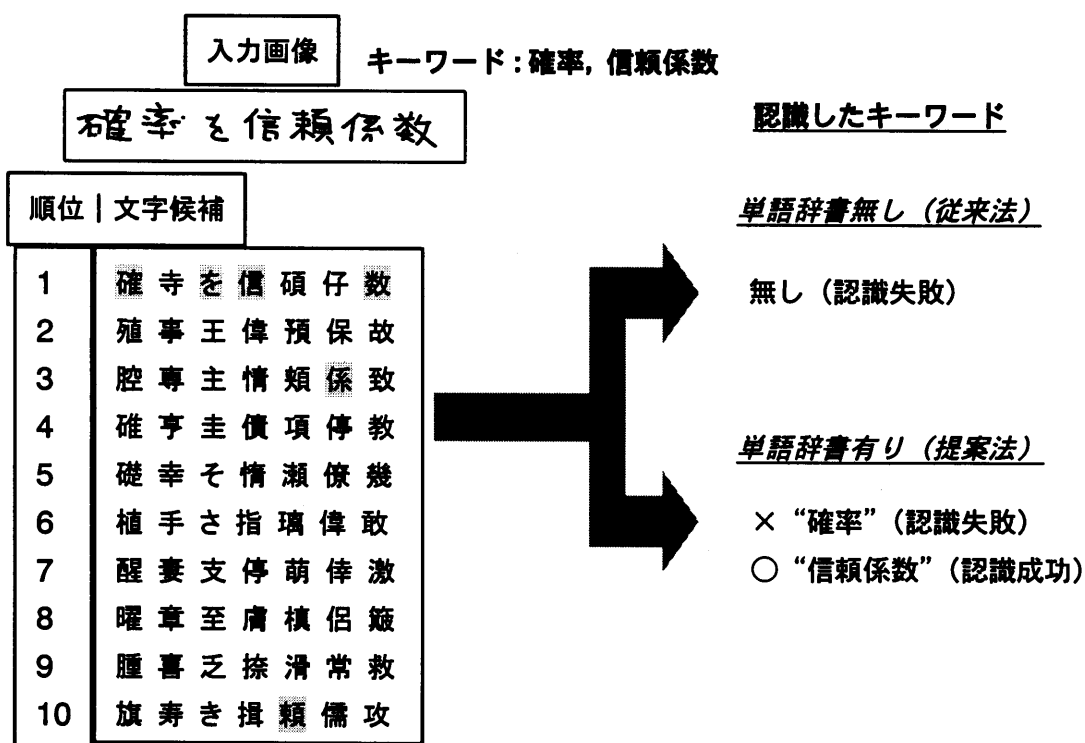 入力画像
キーワード：確率，信頼係数
確率を信頼係数
認識したキーワード
順位｜文字候補
単語辞書無し（従来法）
無し（認識失敗）
単語辞書有り（提案法）
×“確率”（認識失敗）
○“信頼係数”（認識成功）
1 確寺を信碩仔数
2 殖事王偉預保故
3 腔専主情頬係致
4 碓亨圭債項停教
5 礎幸そ惰瀬僚幾
6 植手さ指璃偉敢
7 醒妻支停萌倖激
8 曜章至膚槙侶簸
9 腫喜乏捺滑常救
10 旗寿き揖頼儒攻